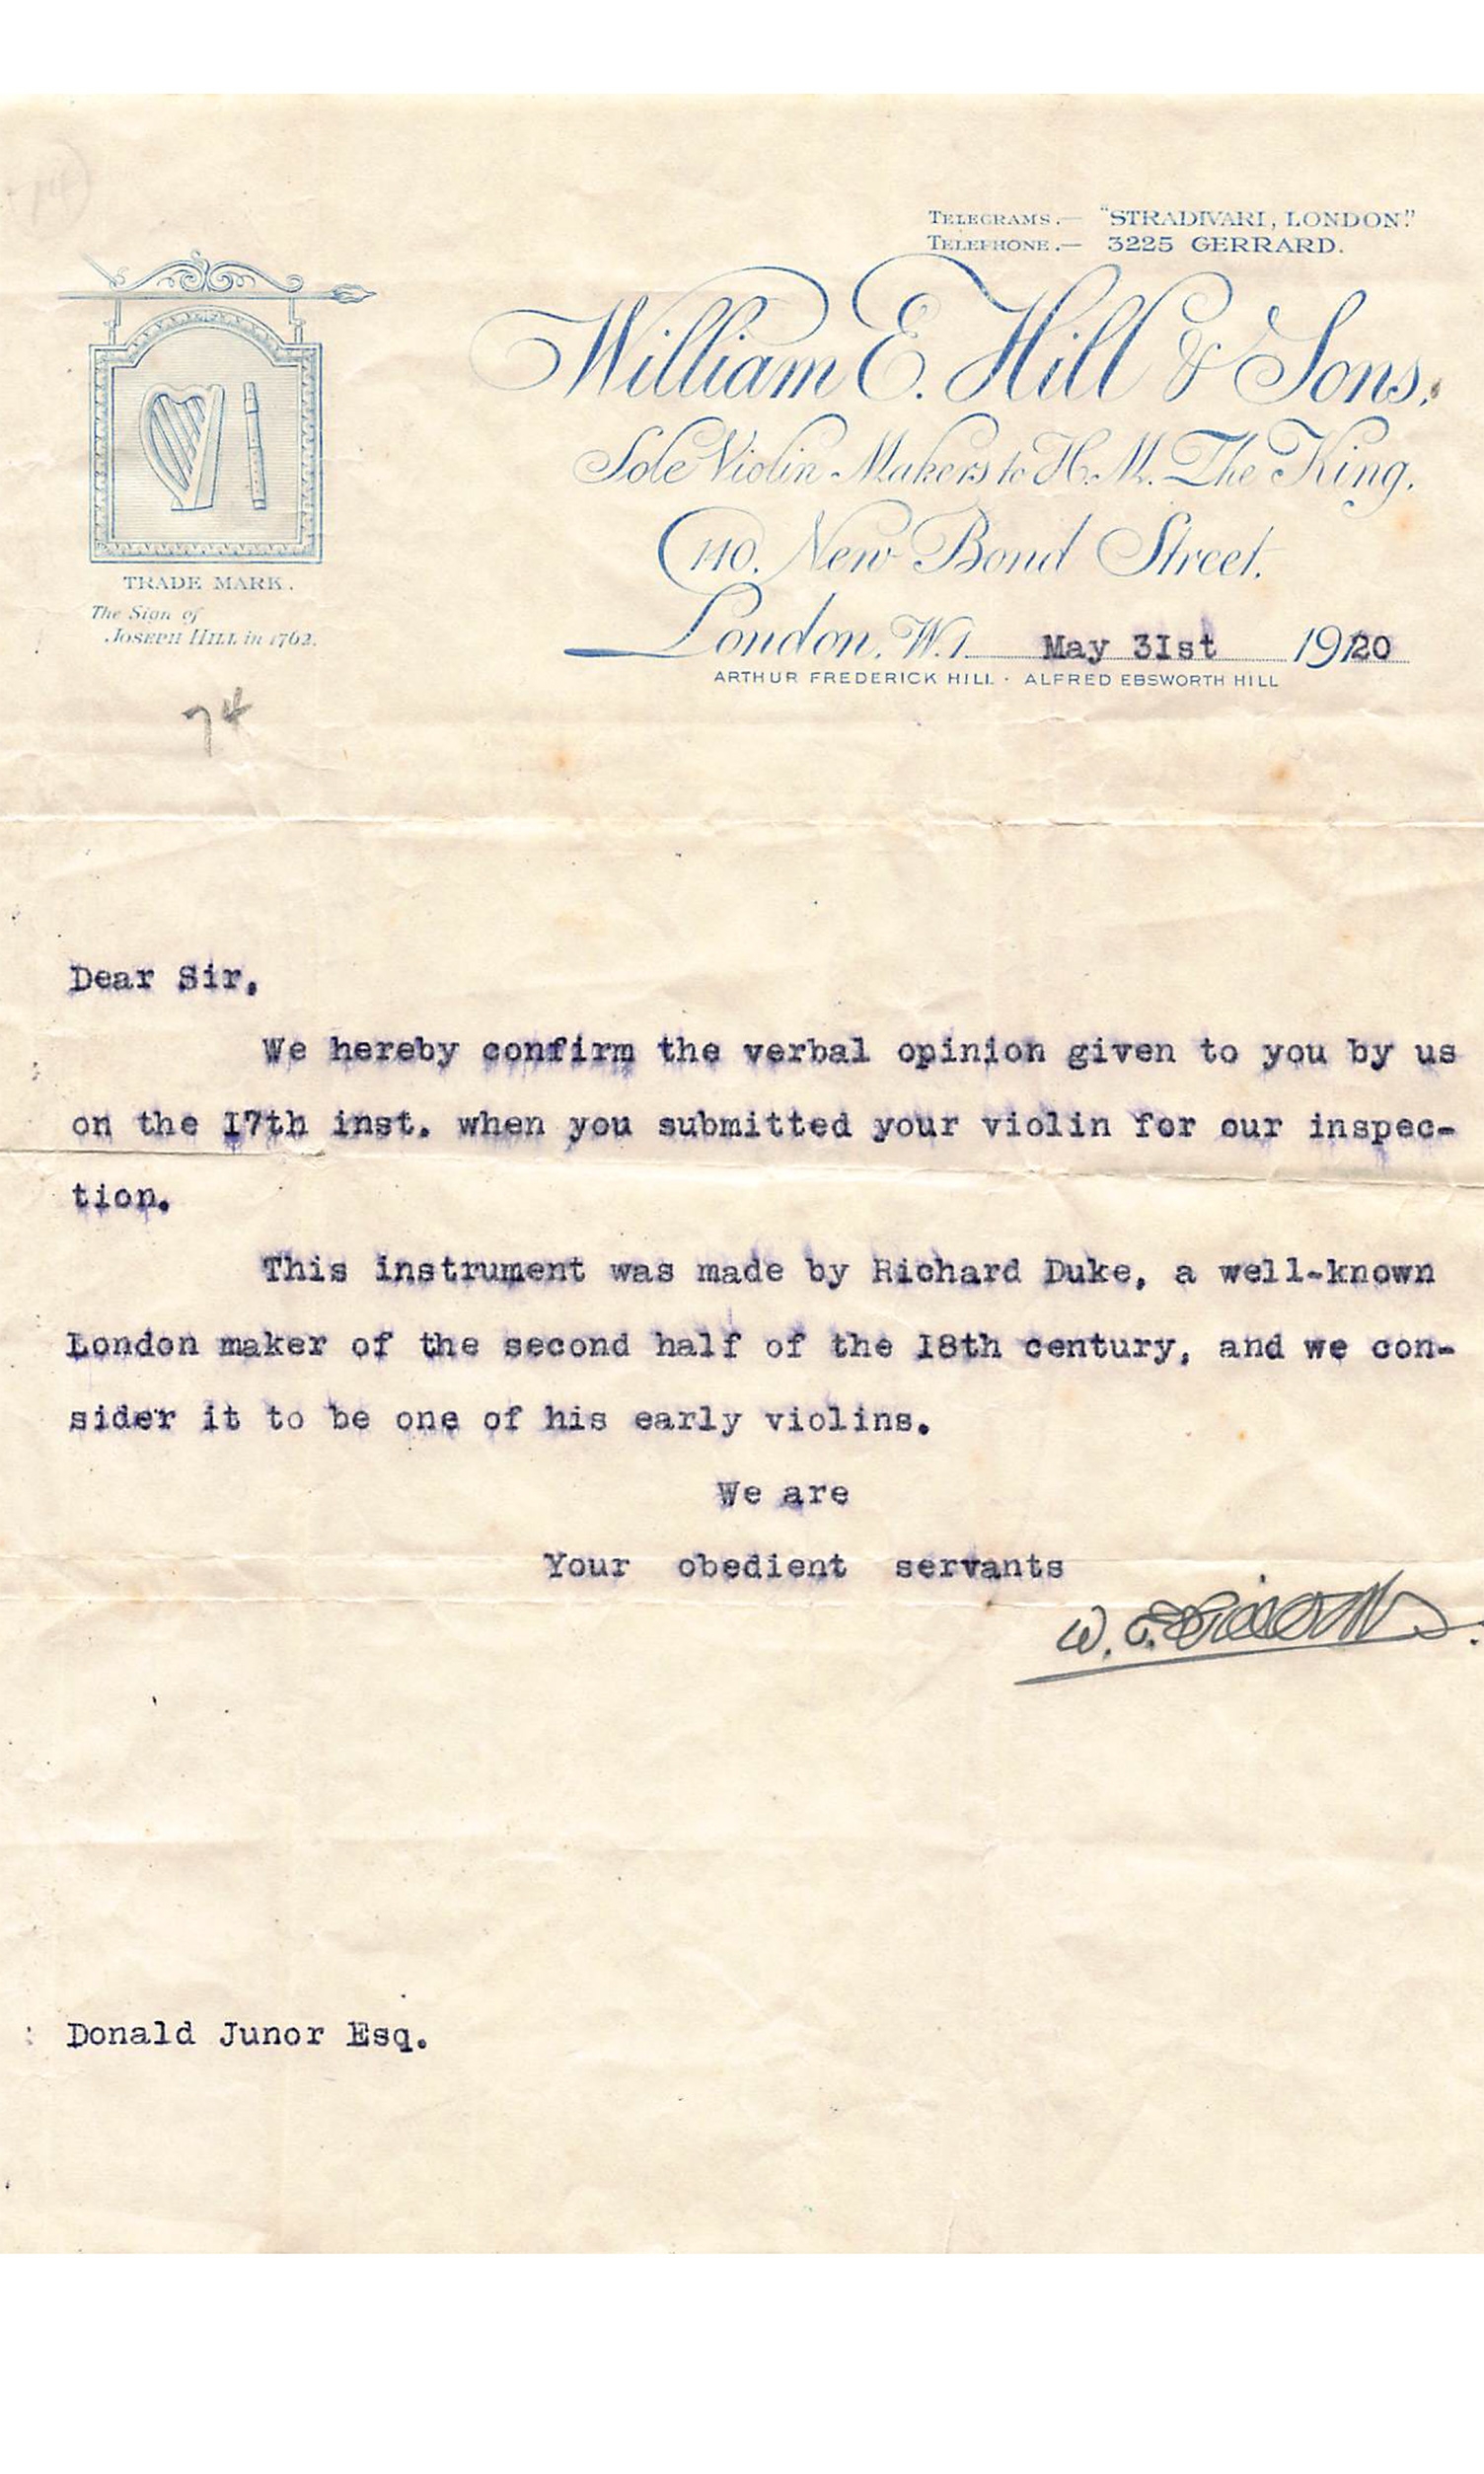 TELEGRAMS.— "STRADIVARI, LONDON."
TELEPHONE.— 3225 GERRARD.
William E. Hill & Sons,
Sole Violin Makers to H.M. The King,
140, New Bond Street,
London, W.1. May 3Ist 1920
ARTHUR FREDERICK HILL · ALFRED EBSWORTH HILL
TRADE MARK.
The Sign of
JOSEPH HILL in 1762.
74
Dear Sir,
We hereby confirm the verbal opinion given to you by us
on the I7th inst. when you submitted your violin for our inspec-
tion.
This instrument was made by Richard Duke, a well-known
London maker of the second half of the I8th century, and we con-
sider it to be one of his early violins.
We are
Your obedient servants
W. E.
Donald Junor Esq.